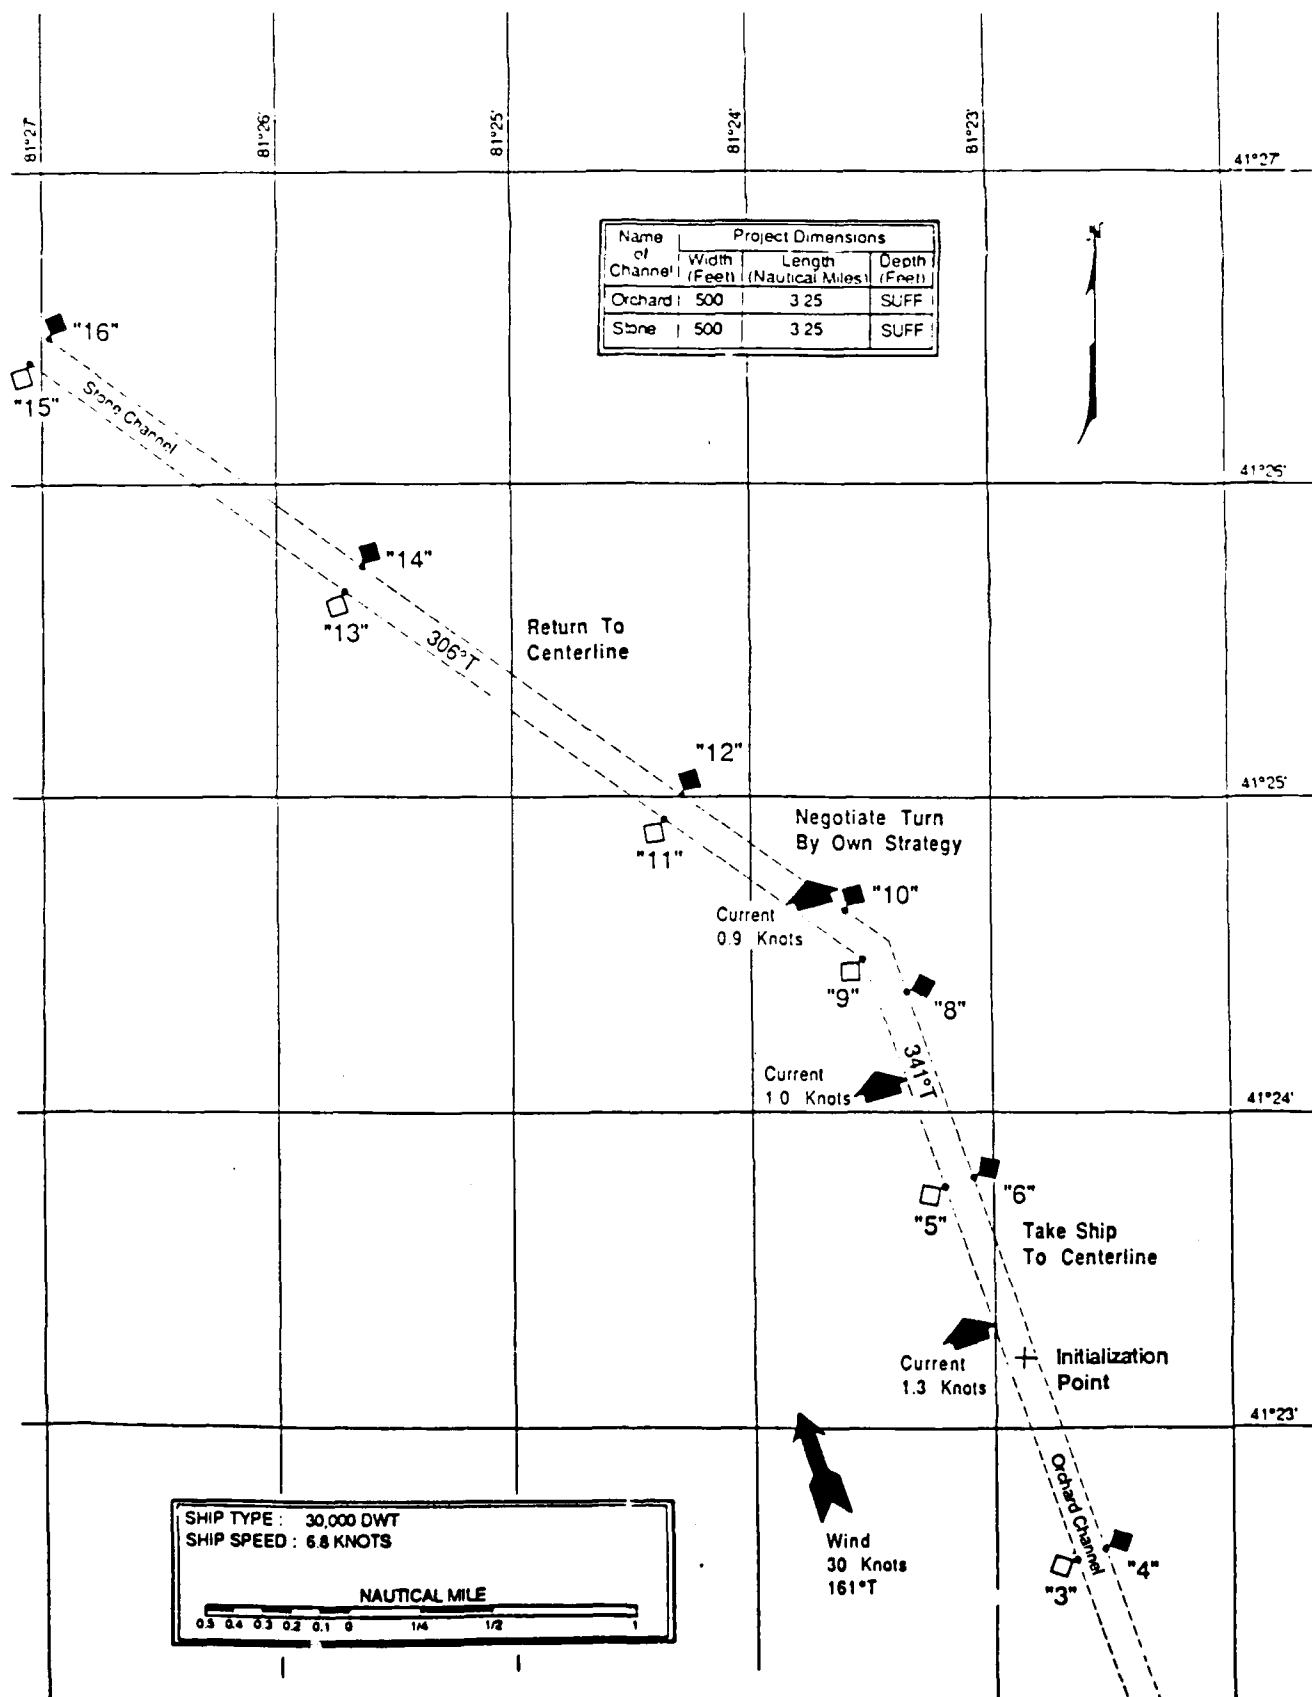 81°27'
81°26'
81°25'
81°24'
81°23'
41°27'
Name of Channel
Project Dimensions
Width (Feet)
Length (Nautical Miles)
Depth (Feet)
Orchard 500 3 25 SUFF
Stone 500 3 25 SUFF
N
"16"
"15"
Stone Channel
41°26'
"14"
"13"
306°T
Return To
Centerline
"12"
41°25'
"11"
Negotiate Turn
By Own Strategy
"10"
Current
0.9 Knots
"9"
"8"
341°T
Current
1 0 Knots
41°24'
"6"
"5"
Take Ship
To Centerline
Initialization
Point
Current
1.3 Knots
41°23'
Orchard Channel
"4"
"3"
Wind
30 Knots
161°T
SHIP TYPE : 30,000 DWT
SHIP SPEED : 6.8 KNOTS
NAUTICAL MILE
0.5 0.4 0.3 0.2 0.1 0 1/4 1/2 1